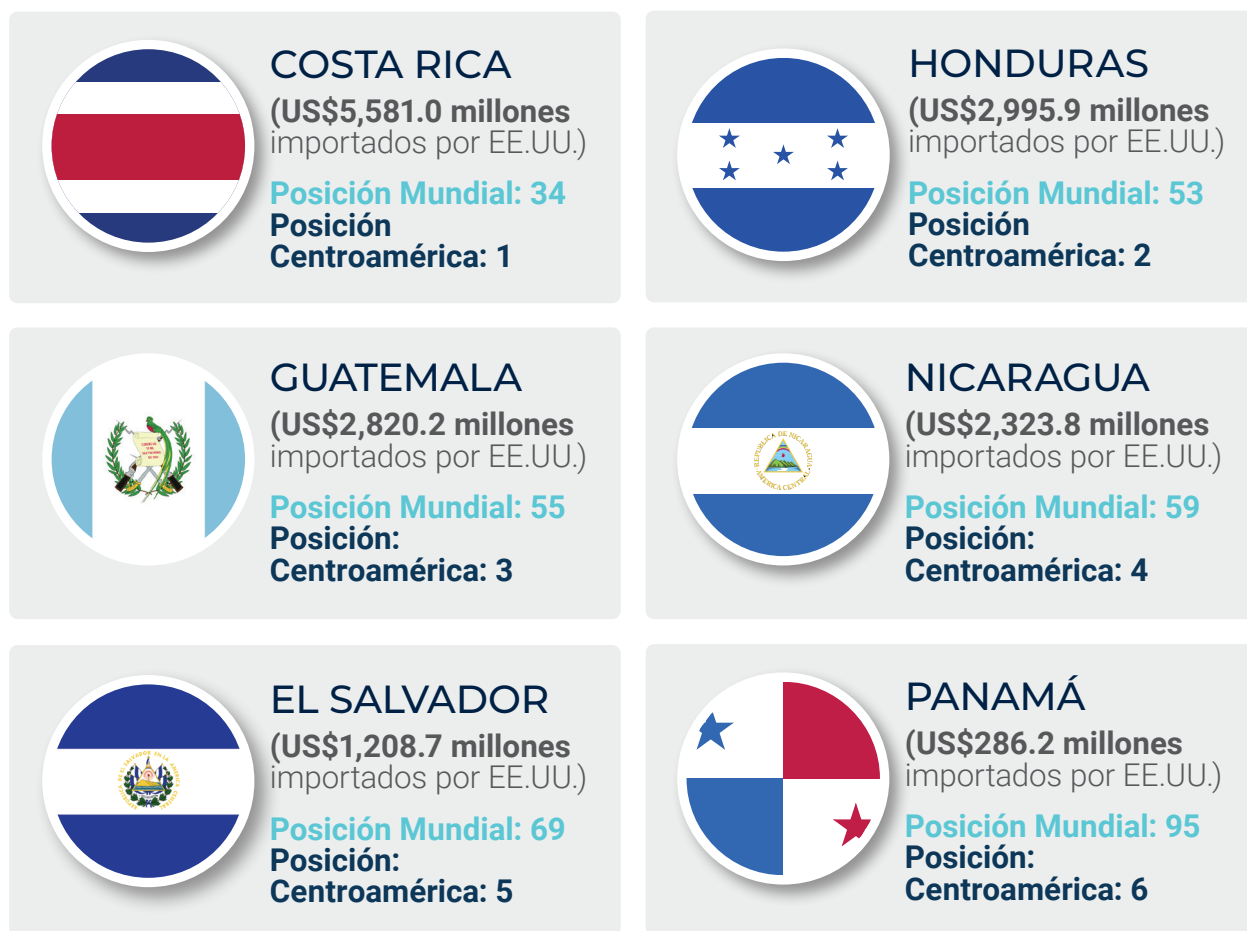 COSTA RICA
(US$5,581.0 millones
importados por EE.UU.)
Posición Mundial: 34
Posición
Centroamérica: 1
HONDURAS
(US$2,995.9 millones
importados por EE.UU.)
Posición Mundial: 53
Posición
Centroamérica: 2
GUATEMALA
(US$2,820.2 millones
importados por EE.UU.)
Posición Mundial: 55
Posición:
Centroamérica: 3
NICARAGUA
(US$2,323.8 millones
importados por EE.UU.)
Posición Mundial: 59
Posición:
Centroamérica: 4
REPUBLICA DE NICARAGUA
AMERICA CENTRAL
EL SALVADOR
(US$1,208.7 millones
importados por EE.UU.)
Posición Mundial: 69
Posición:
Centroamérica: 5
PANAMÁ
(US$286.2 millones
importados por EE.UU.)
Posición Mundial: 95
Posición:
Centroamérica: 6